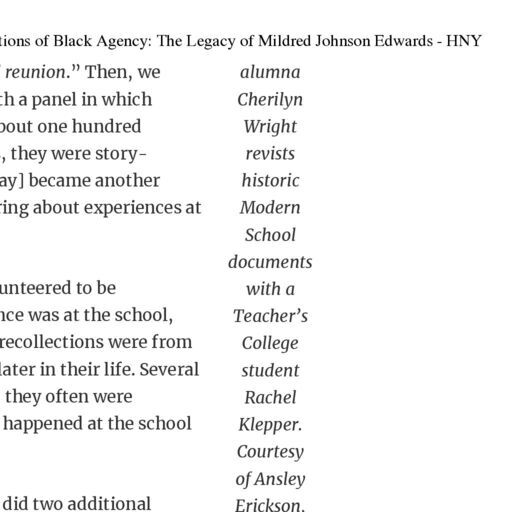 tions of Black Agency: The Legacy of Mildred Johnson Edwards - HNY
reunion.” Then, we
th a panel in which
bout one hundred
, they were story-
ay] became another
ring about experiences at
unteered to be
nce was at the school,
recollections were from
later in their life. Several
they often were
happened at the school
did two additional
alumna
Cherilyn
Wright
revists
historic
Modern
School
documents
with a
Teacher’s
College
student
Rachel
Klepper.
Courtesy
of Ansley
Erickson.